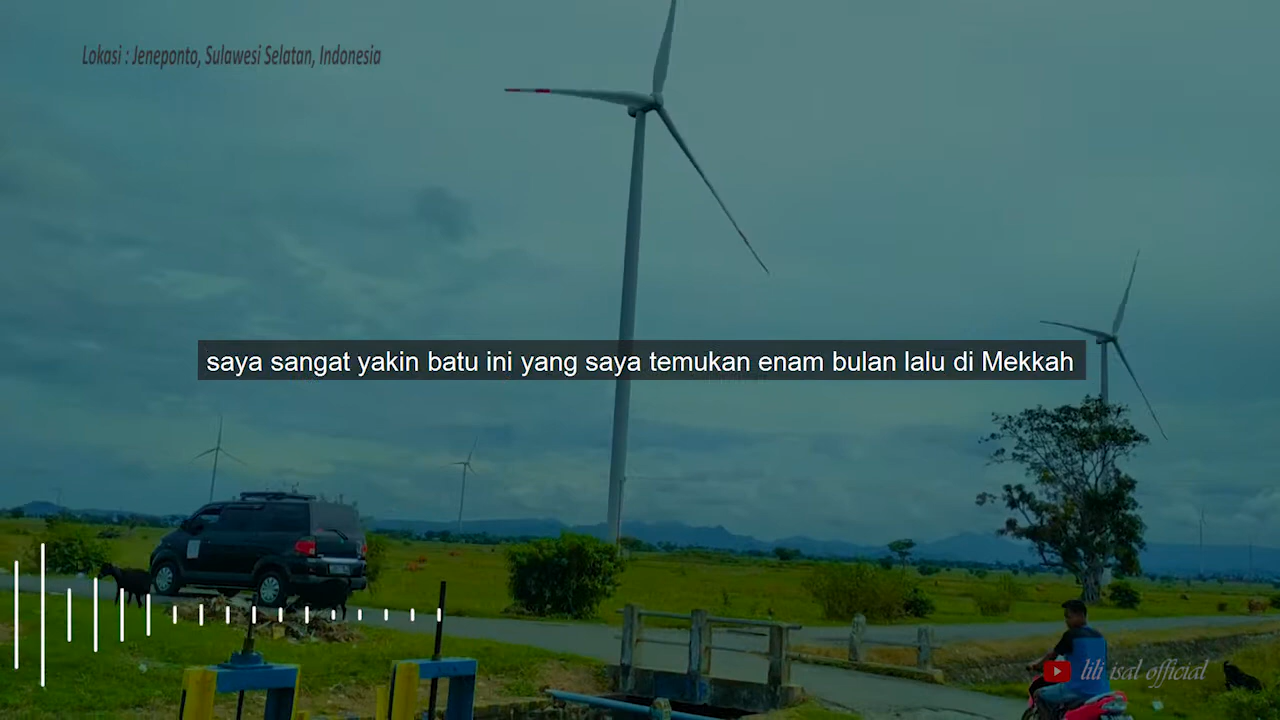 Lokasi : Jeneponto, Sulawesi Selatan, Indonesia
saya sangat yakin batu ini yang saya temukan enam bulan lalu di Mekkah
lili isal official